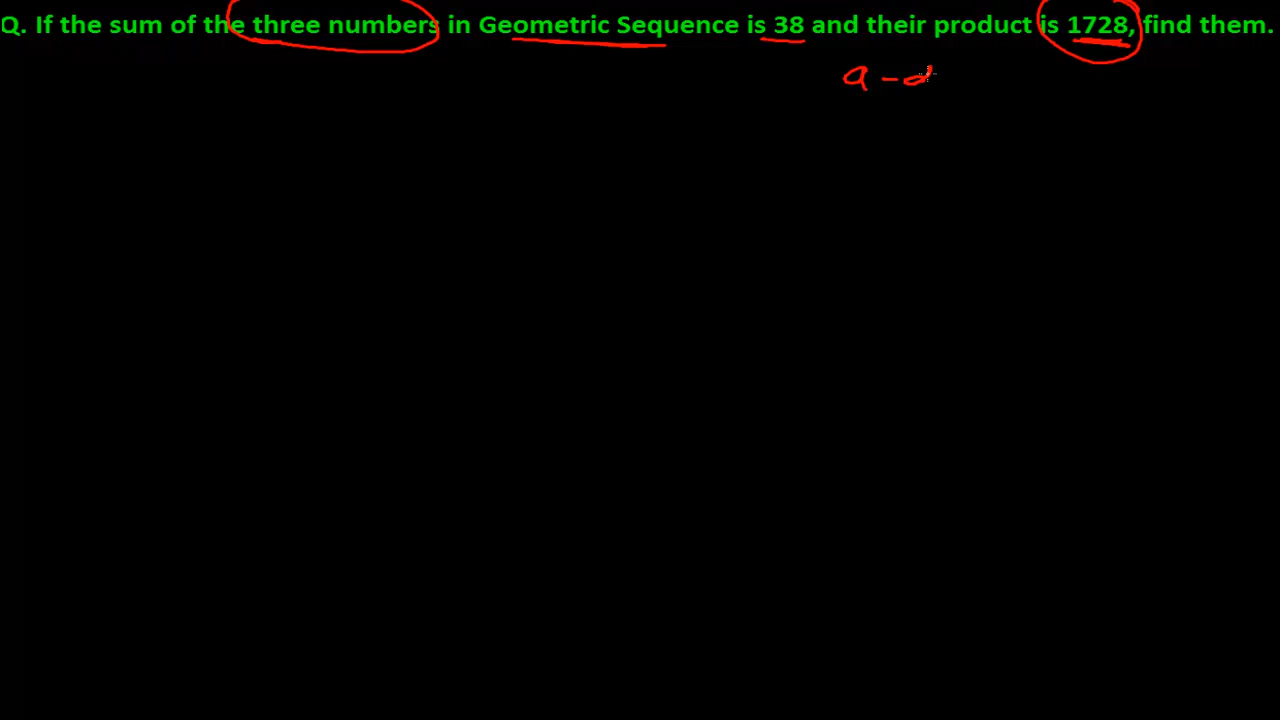 Q. If the sum of the three numbers in Geometric Sequence is 38 and their product is 1728, find them.
a - d